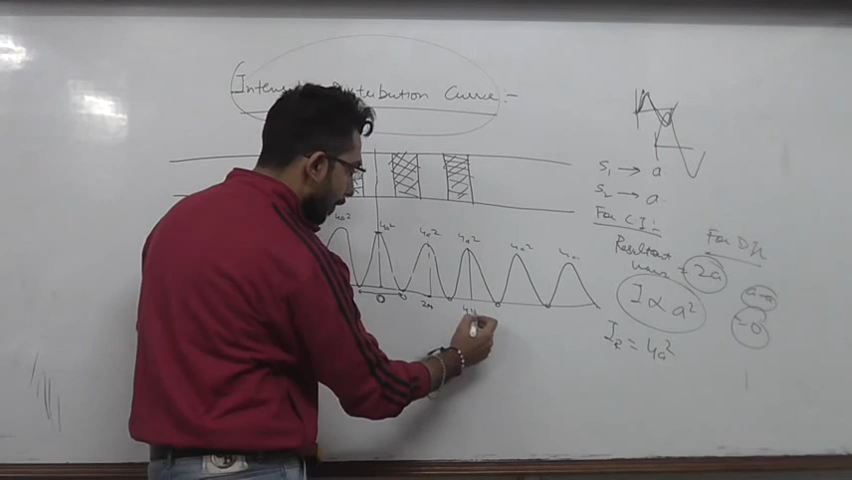 Distribution Curve :-
S₁ → a
S₂ → a
For C.I :-
Resultant
wave = 2a
I ∝ a²
I_R = 4a²
For D.I
a-a
= 0
4a² 4a² 4a² 4a² 4a²
0 2π